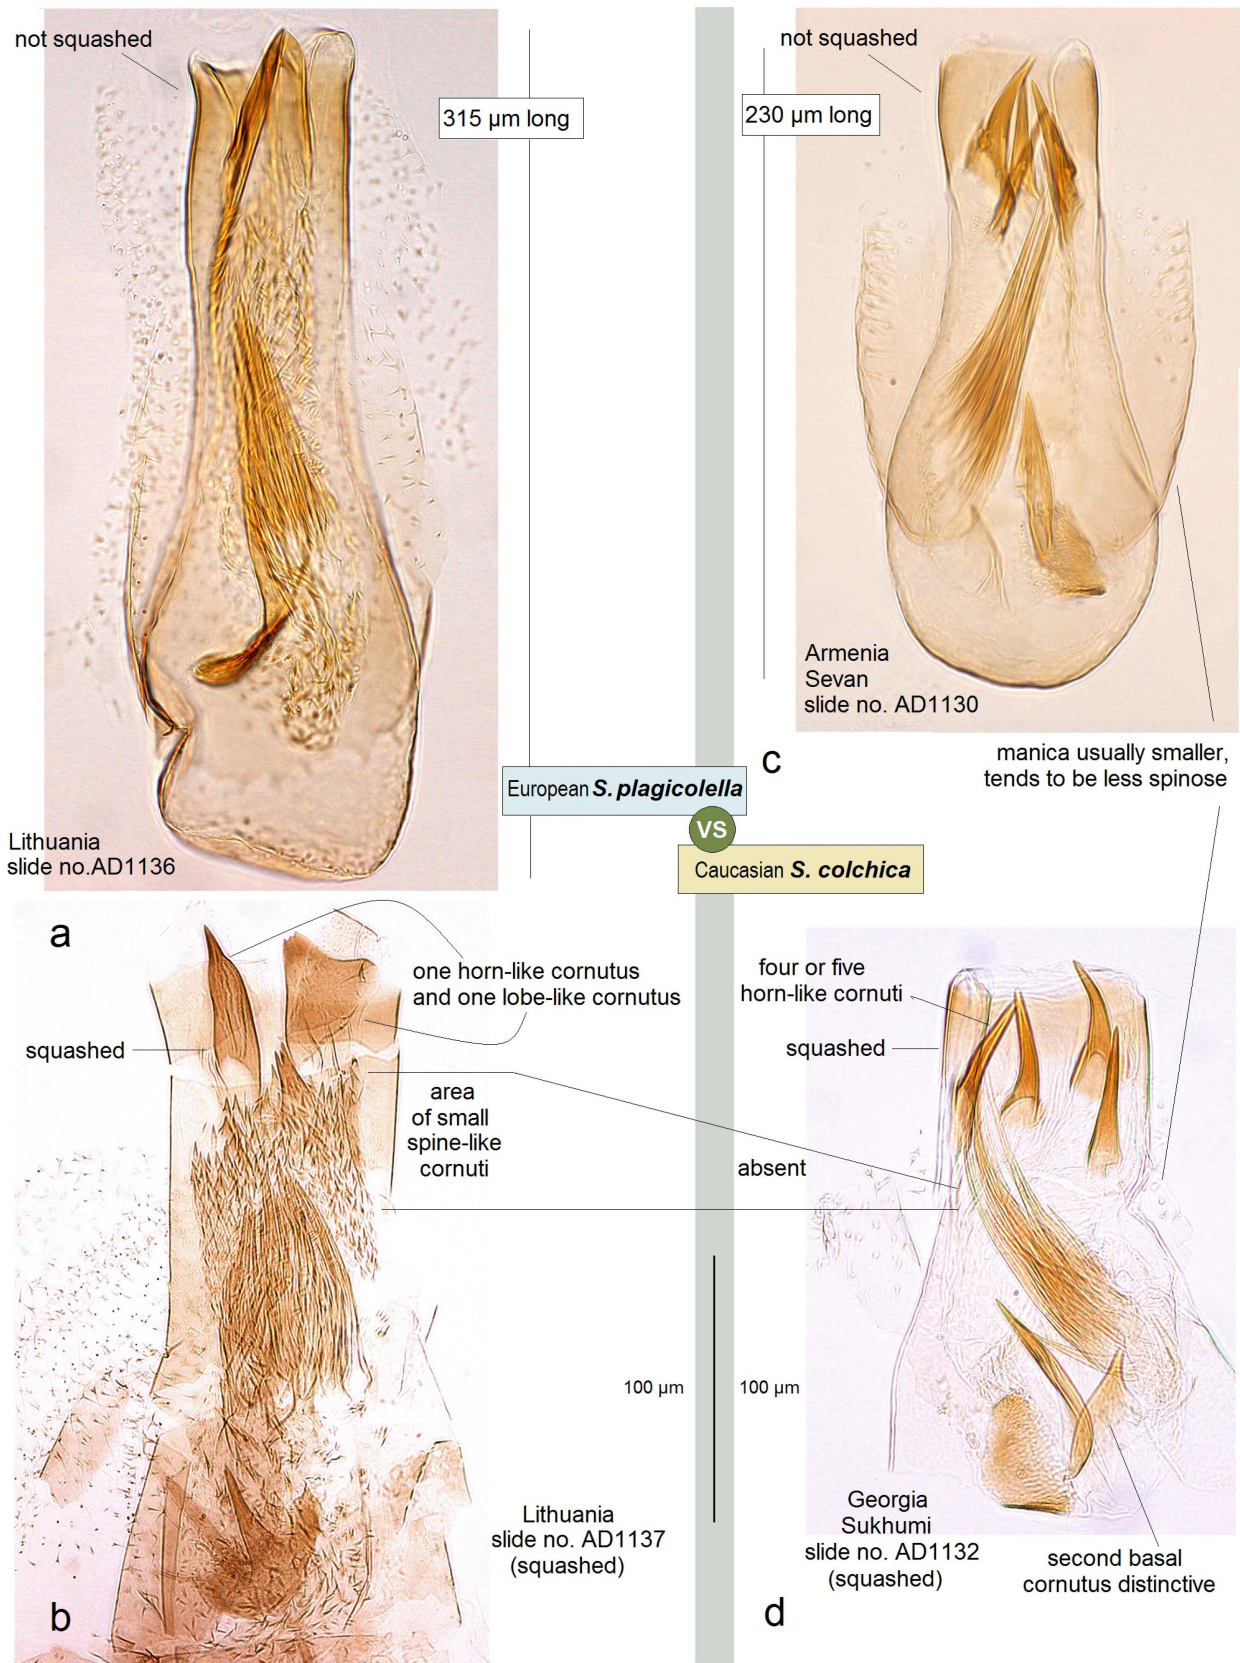 not squashed
315 µm long
230 µm long
not squashed
Armenia
Sevan
slide no. AD1130
c
manica usually smaller,
tends to be less spinose
European S. plagicolella
VS
Caucasian S. colchica
Lithuania
slide no.AD1136
a
one horn-like cornutus
and one lobe-like cornutus
squashed
area
of small
spine-like
cornuti
absent
four or five
horn-like cornuti
squashed
100 µm
100 µm
Lithuania
slide no. AD1137
(squashed)
b
Georgia
Sukhumi
slide no. AD1132
(squashed)
second basal
cornutus distinctive
d